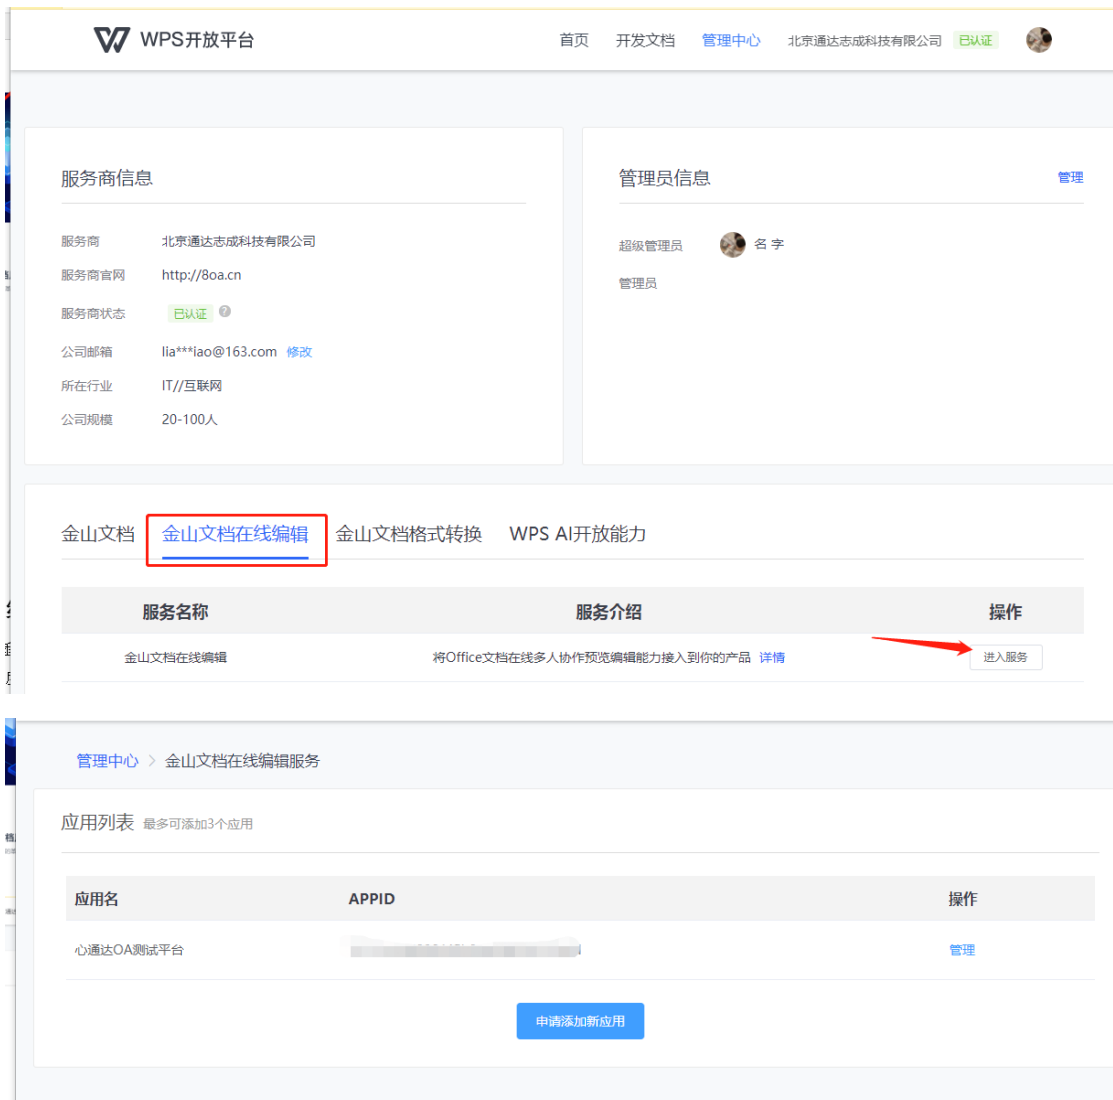 WPS开放平台 首页 开发文档 管理中心 北京通达志成科技有限公司 已认证
服务商信息
服务商 北京通达志成科技有限公司
服务商官网 http://8oa.cn
服务商状态 已认证 ?
公司邮箱 lia***iao@163.com 修改
所在行业 IT//互联网
公司规模 20-100人
管理员信息 管理
超级管理员 名 字
管理员
金山文档 金山文档在线编辑 金山文档格式转换 WPS AI开放能力
服务名称 服务介绍 操作
金山文档在线编辑 将Office文档在线多人协作预览编辑能力接入到你的产品 详情 进入服务
管理中心 > 金山文档在线编辑服务
应用列表 最多可添加3个应用
应用名 APPID 操作
心通达OA测试平台 管理
申请添加新应用